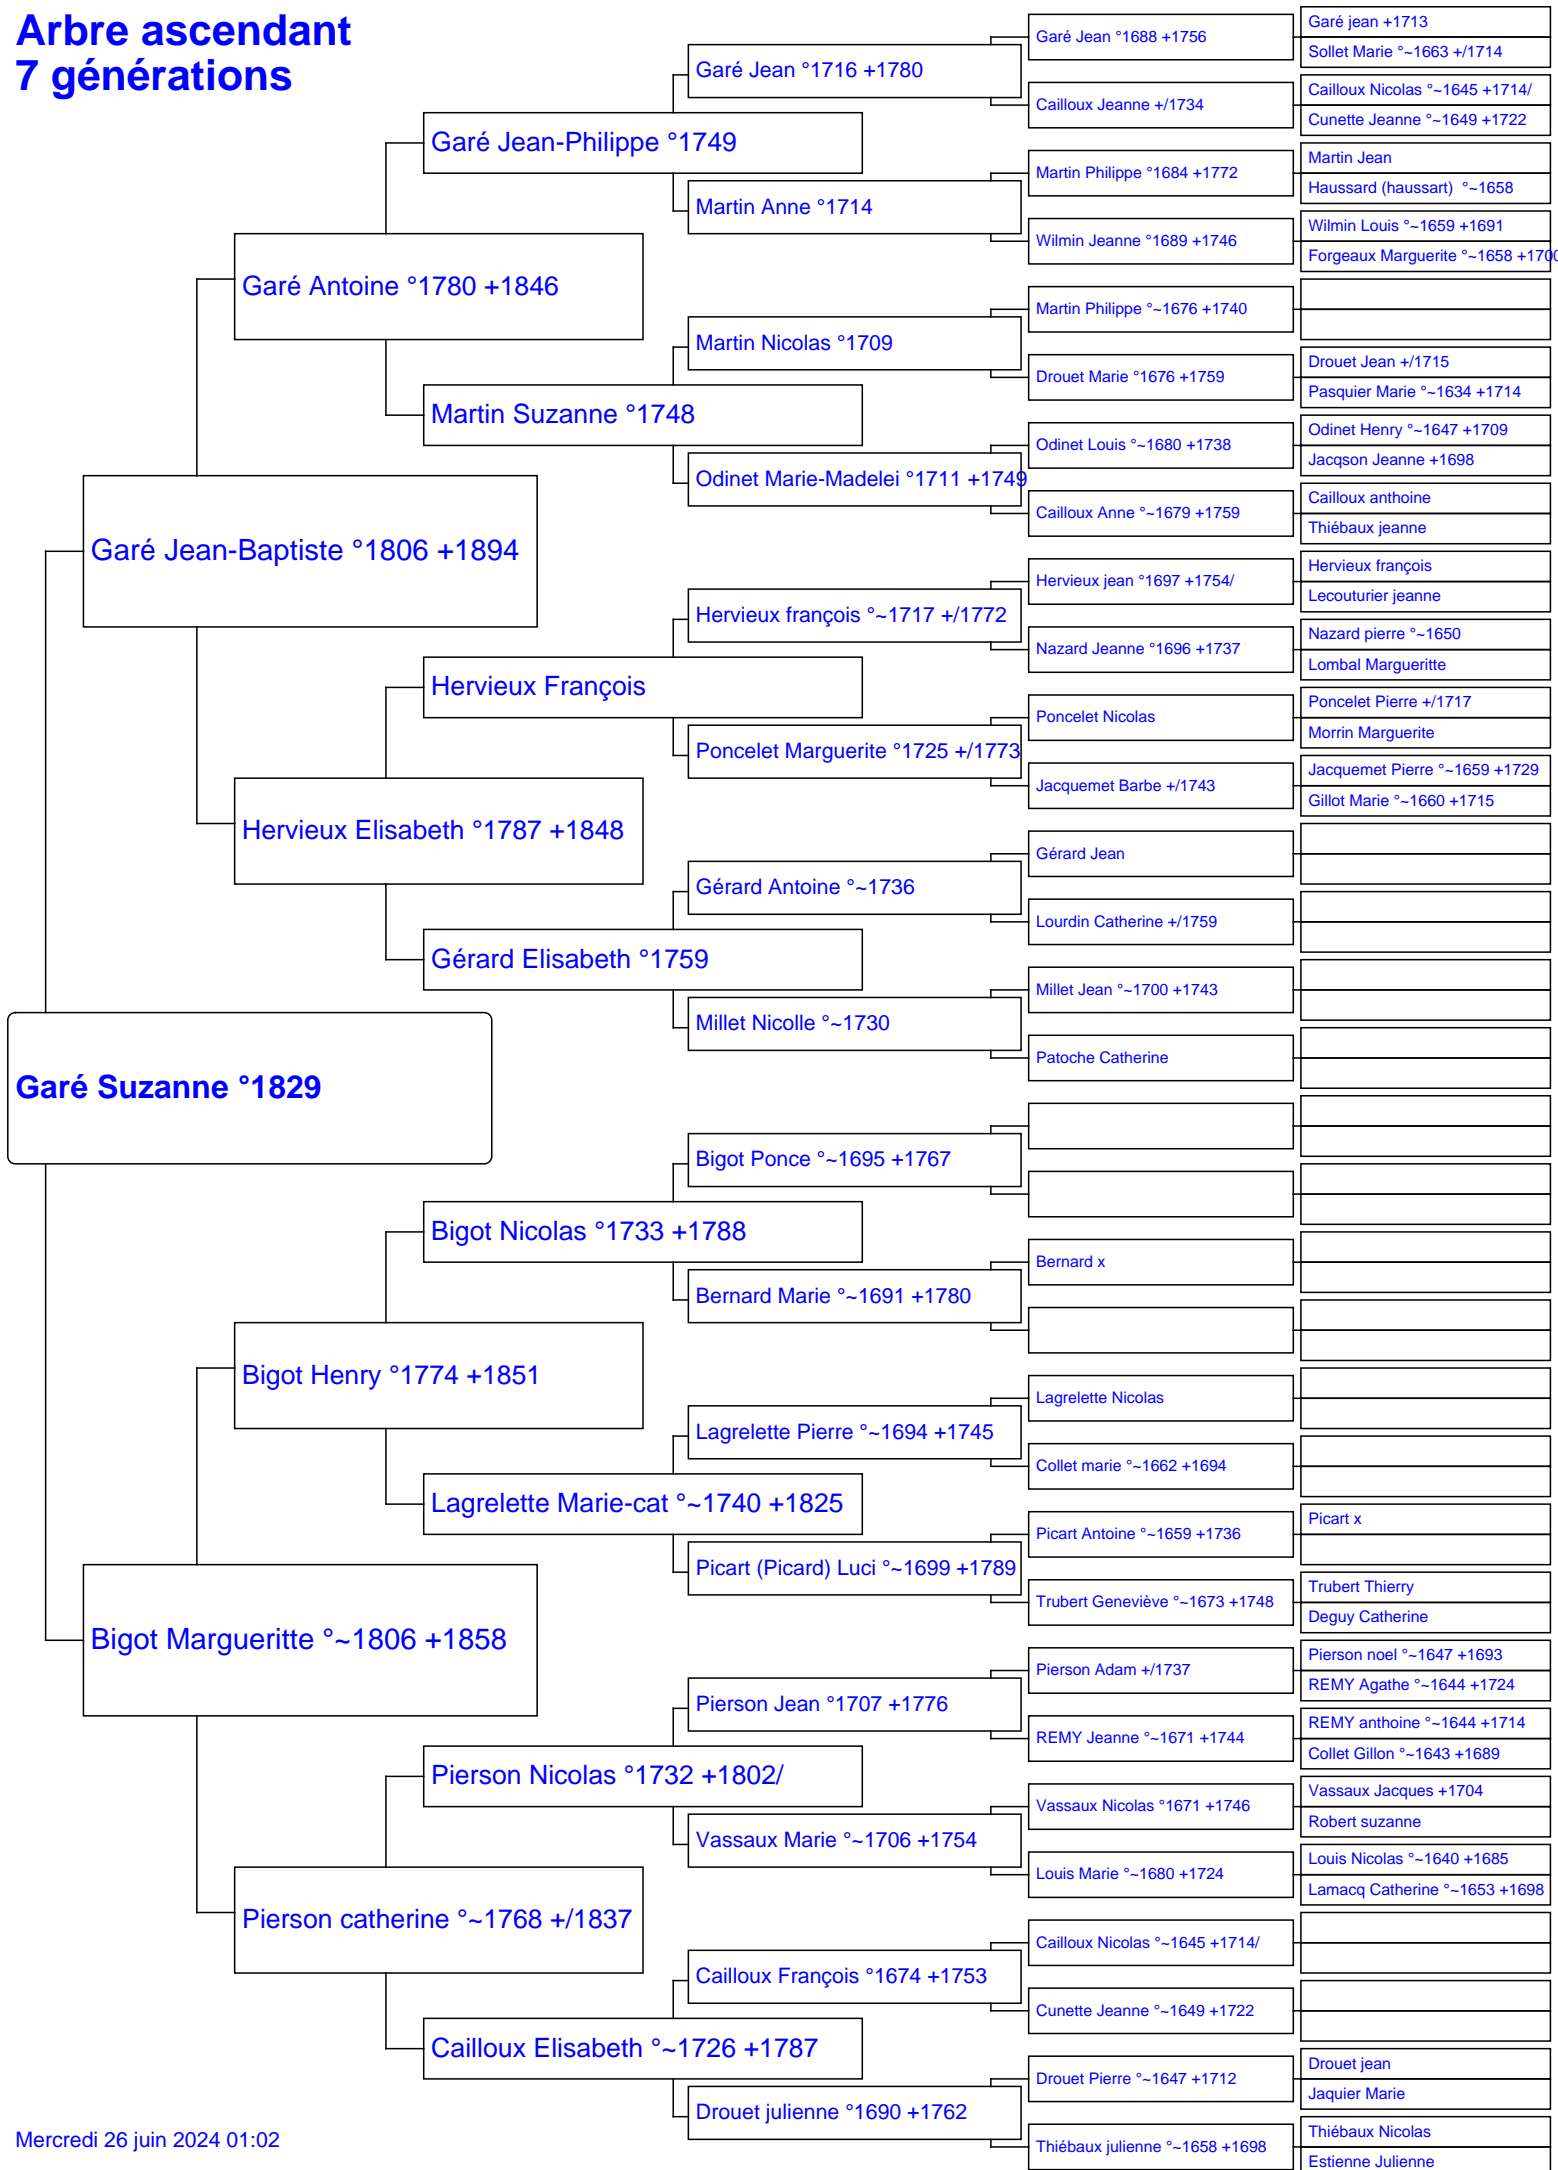 Arbre ascendant
7 générations
Garé Suzanne °1829
Garé Jean-Baptiste °1806 +1894
Bigot Margueritte °~1806 +1858
Garé Antoine °1780 +1846
Hervieux Elisabeth °1787 +1848
Bigot Henry °1774 +1851
Pierson catherine °~1768 +/1837
Garé Jean-Philippe °1749
Martin Suzanne °1748
Hervieux François
Gérard Elisabeth °1759
Bigot Nicolas °1733 +1788
Lagrelette Marie-cat °~1740 +1825
Pierson Nicolas °1732 +1802/
Cailloux Elisabeth °~1726 +1787
Garé Jean °1716 +1780
Martin Anne °1714
Martin Nicolas °1709
Odinet Marie-Madelei °1711 +1749
Hervieux françois °~1717 +/1772
Poncelet Marguerite °1725 +/1773
Gérard Antoine °~1736
Millet Nicolle °~1730
Bigot Ponce °~1695 +1767
Bernard Marie °~1691 +1780
Lagrelette Pierre °~1694 +1745
Picart (Picard) Luci °~1699 +1789
Pierson Jean °1707 +1776
Vassaux Marie °~1706 +1754
Cailloux François °1674 +1753
Drouet julienne °1690 +1762
Garé Jean °1688 +1756
Cailloux Jeanne +/1734
Martin Philippe °1684 +1772
Wilmin Jeanne °1689 +1746
Martin Philippe °~1676 +1740
Drouet Marie °1676 +1759
Odinet Louis °~1680 +1738
Cailloux Anne °~1679 +1759
Hervieux jean °1697 +1754/
Nazard Jeanne °1696 +1737
Poncelet Nicolas
Jacquemet Barbe +/1743
Gérard Jean
Lourdin Catherine +/1759
Millet Jean °~1700 +1743
Patoche Catherine
Bernard x
Lagrelette Nicolas
Collet marie °~1662 +1694
Picart Antoine °~1659 +1736
Trubert Geneviève °~1673 +1748
Pierson Adam +/1737
REMY Jeanne °~1671 +1744
Vassaux Nicolas °1671 +1746
Louis Marie °~1680 +1724
Cailloux Nicolas °~1645 +1714/
Cunette Jeanne °~1649 +1722
Drouet Pierre °~1647 +1712
Thiébaux julienne °~1658 +1698
Garé jean +1713
Sollet Marie °~1663 +/1714
Cailloux Nicolas °~1645 +1714/
Cunette Jeanne °~1649 +1722
Martin Jean
Haussard (haussart)  °~1658
Wilmin Louis °~1659 +1691
Forgeaux Marguerite °~1658 +1700
Drouet Jean +/1715
Pasquier Marie °~1634 +1714
Odinet Henry °~1647 +1709
Jacqson Jeanne +1698
Cailloux anthoine
Thiébaux jeanne
Hervieux françois
Lecouturier jeanne
Nazard pierre °~1650
Lombal Margueritte
Poncelet Pierre +/1717
Morrin Marguerite
Jacquemet Pierre °~1659 +1729
Gillot Marie °~1660 +1715
Picart x
Trubert Thierry
Deguy Catherine
Pierson noel °~1647 +1693
REMY Agathe °~1644 +1724
REMY anthoine °~1644 +1714
Collet Gillon °~1643 +1689
Vassaux Jacques +1704
Robert suzanne
Louis Nicolas °~1640 +1685
Lamacq Catherine °~1653 +1698
Drouet jean
Jaquier Marie
Thiébaux Nicolas
Estienne Julienne
Mercredi 26 juin 2024 01:02